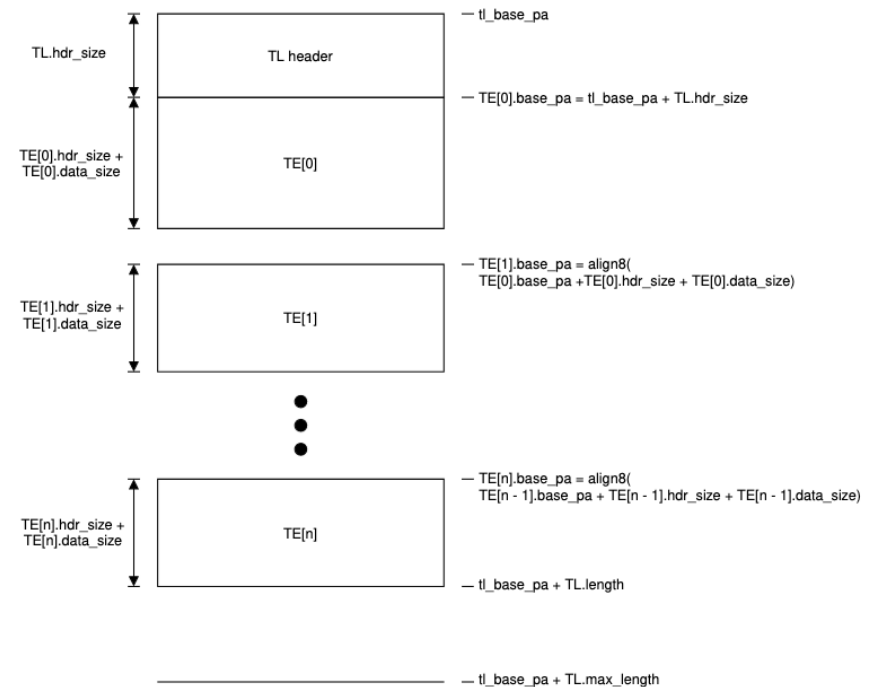 tl_base_pa
TL.hdr_size
TL header
TE[0].base_pa = tl_base_pa + TL.hdr_size
TE[0].hdr_size +
TE[0].data_size
TE[0]
TE[1].base_pa = align8(
TE[0].base_pa +TE[0].hdr_size + TE[0].data_size)
TE[1].hdr_size +
TE[1].data_size
TE[1]
TE[n].base_pa = align8(
TE[n - 1].base_pa + TE[n - 1].hdr_size + TE[n - 1].data_size)
TE[n].hdr_size +
TE[n].data_size
TE[n]
tl_base_pa + TL.length
tl_base_pa + TL.max_length